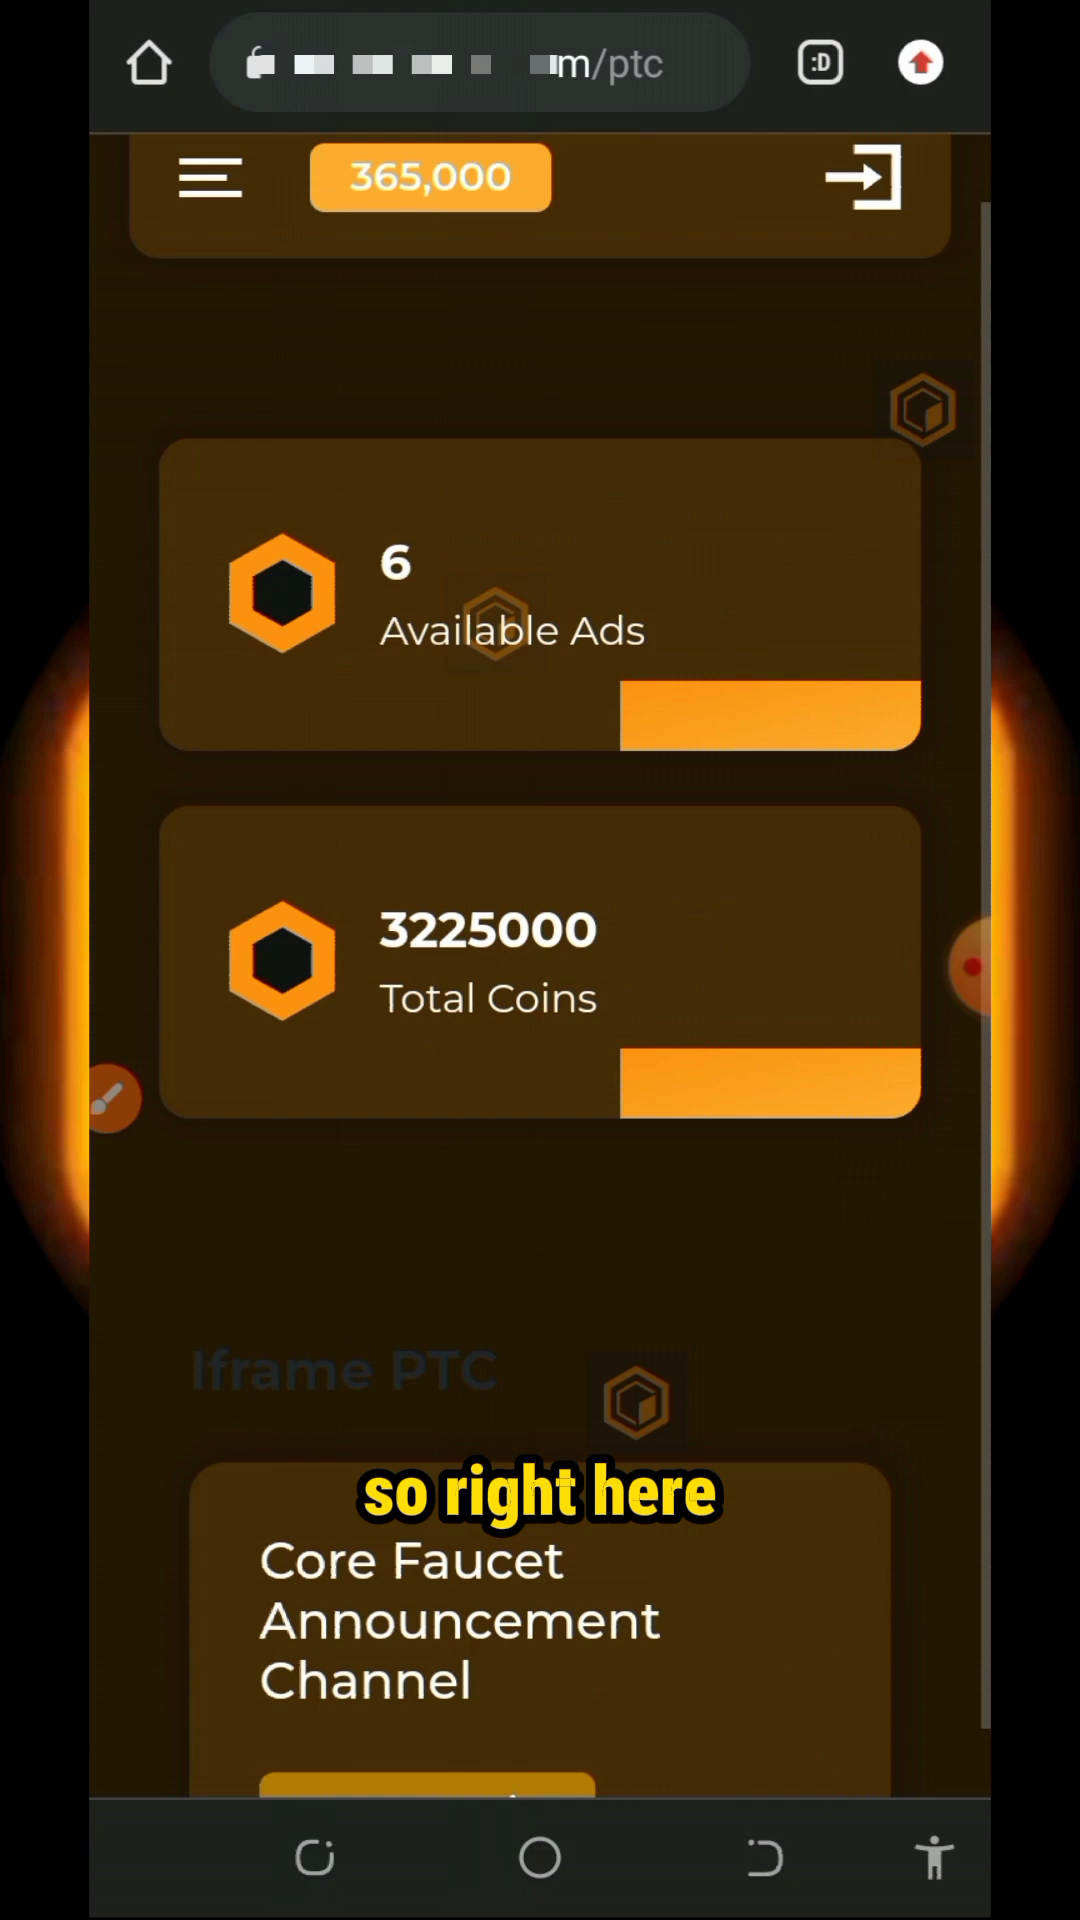 m/ptc
:D
365,000
6
Available Ads
3225000
Total Coins
Iframe PTC
so right here
Core Faucet
Announcement
Channel